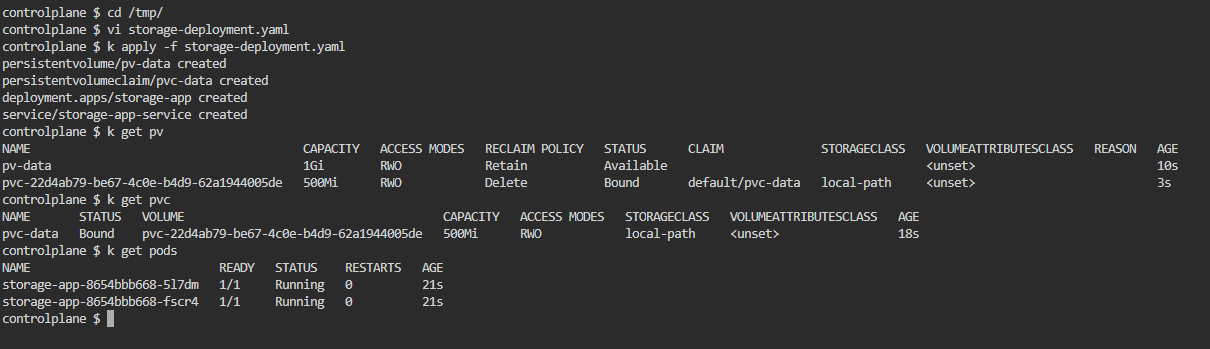 controlplane $ cd /tmp/
controlplane $ vi storage-deployment.yaml
controlplane $ k apply -f storage-deployment.yaml
persistentvolume/pv-data created
persistentvolumeclaim/pvc-data created
deployment.apps/storage-app created
service/storage-app-service created
controlplane $ k get pv
NAME CAPACITY ACCESS MODES RECLAIM POLICY STATUS CLAIM STORAGECLASS VOLUMEATTRIBUTESCLASS REASON AGE
pv-data 1Gi RWO Retain Available <unset> 10s
pvc-22d4ab79-be67-4c0e-b4d9-62a1944005de 500Mi RWO Delete Bound default/pvc-data local-path <unset> 3s
controlplane $ k get pvc
NAME STATUS VOLUME CAPACITY ACCESS MODES STORAGECLASS VOLUMEATTRIBUTESCLASS AGE
pvc-data Bound pvc-22d4ab79-be67-4c0e-b4d9-62a1944005de 500Mi RWO local-path <unset> 18s
controlplane $ k get pods
NAME READY STATUS RESTARTS AGE
storage-app-8654bbb668-5l7dm 1/1 Running 0 21s
storage-app-8654bbb668-fscr4 1/1 Running 0 21s
controlplane $